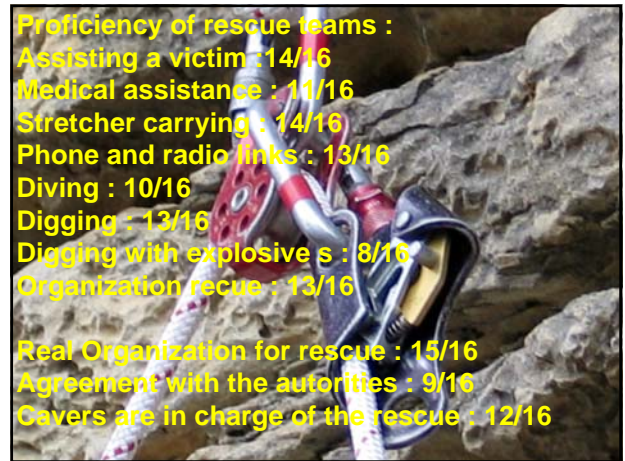 Proficiency of rescue teams :
Assisting a victim :14/16
Medical assistance : 11/16
Stretcher carrying : 14/16
Phone and radio links : 13/16
Diving : 10/16
Digging : 13/16
Digging with explosive s : 8/16
Organization recue : 13/16
Real Organization for rescue : 15/16
Agreement with the autorities : 9/16
Cavers are in charge of the rescue : 12/16